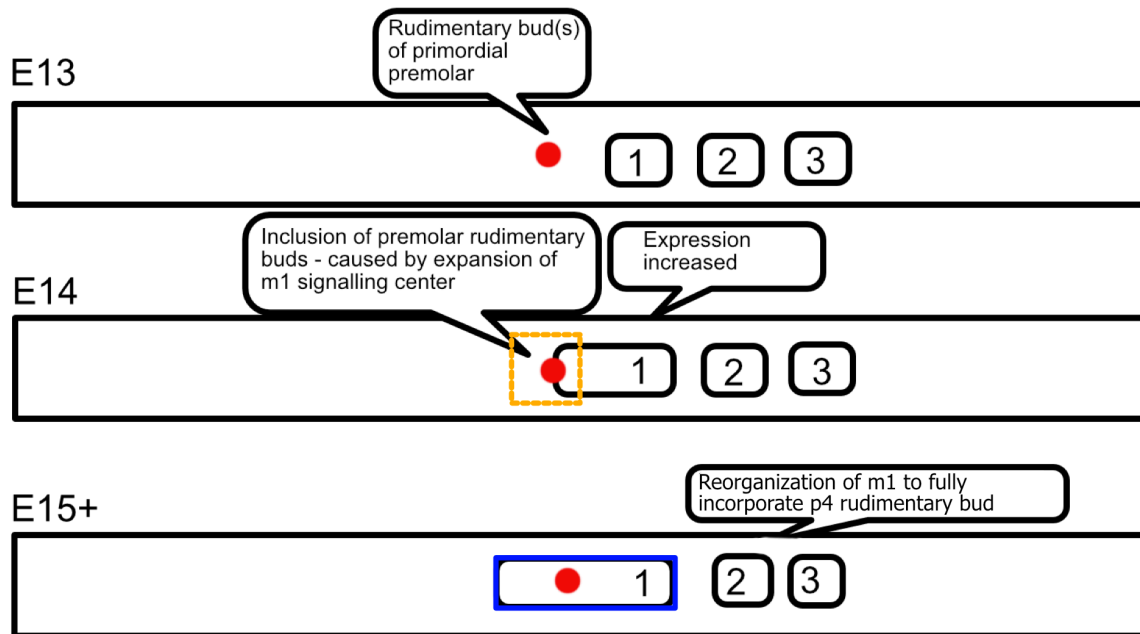 Rudimentary bud(s)
of primordial
premolar
E13
1 2 3
Inclusion of premolar rudimentary
buds - caused by expansion of
m1 signalling center
Expression
increased
E14
1 2 3
Reorganization of m1 to fully
incorporate p4 rudimentary bud
E15+
1 2 3